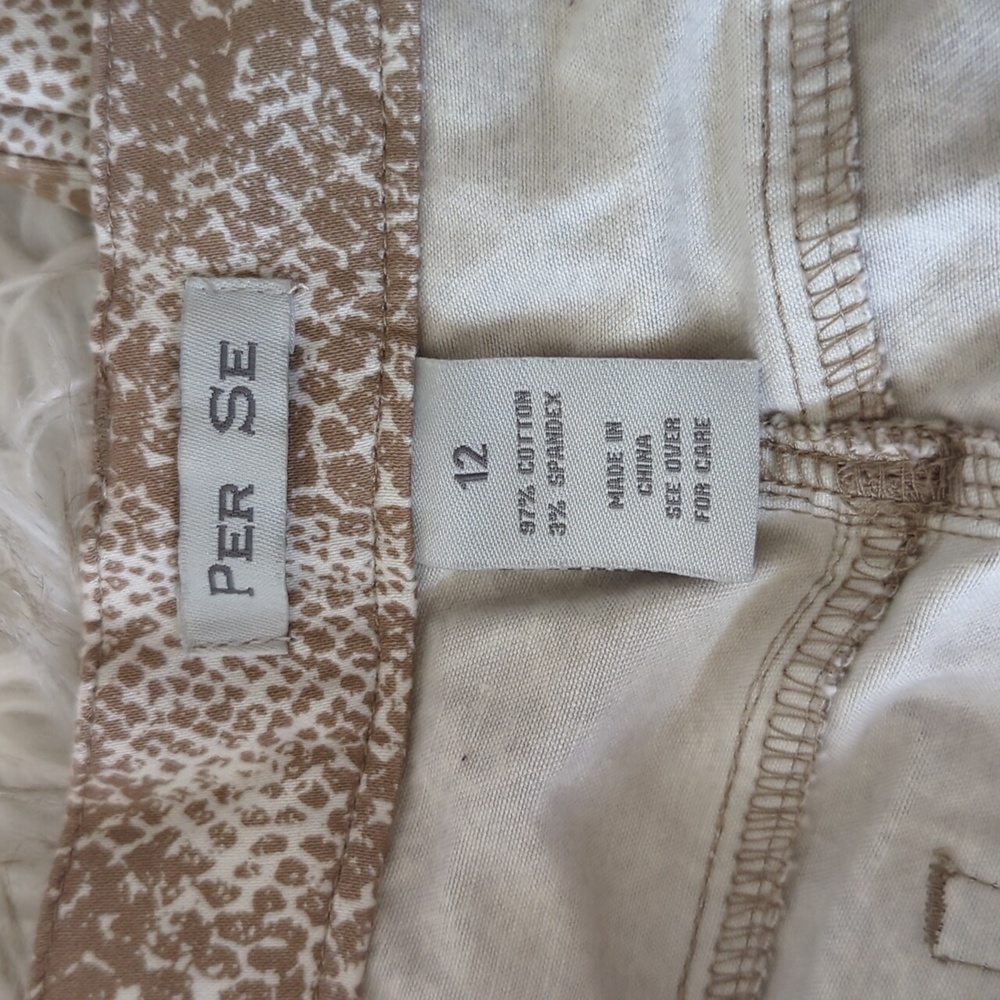 PER SE
12
97% COTTON
3% SPANDEX
MADE IN
CHINA
SEE OVER
FOR CARE